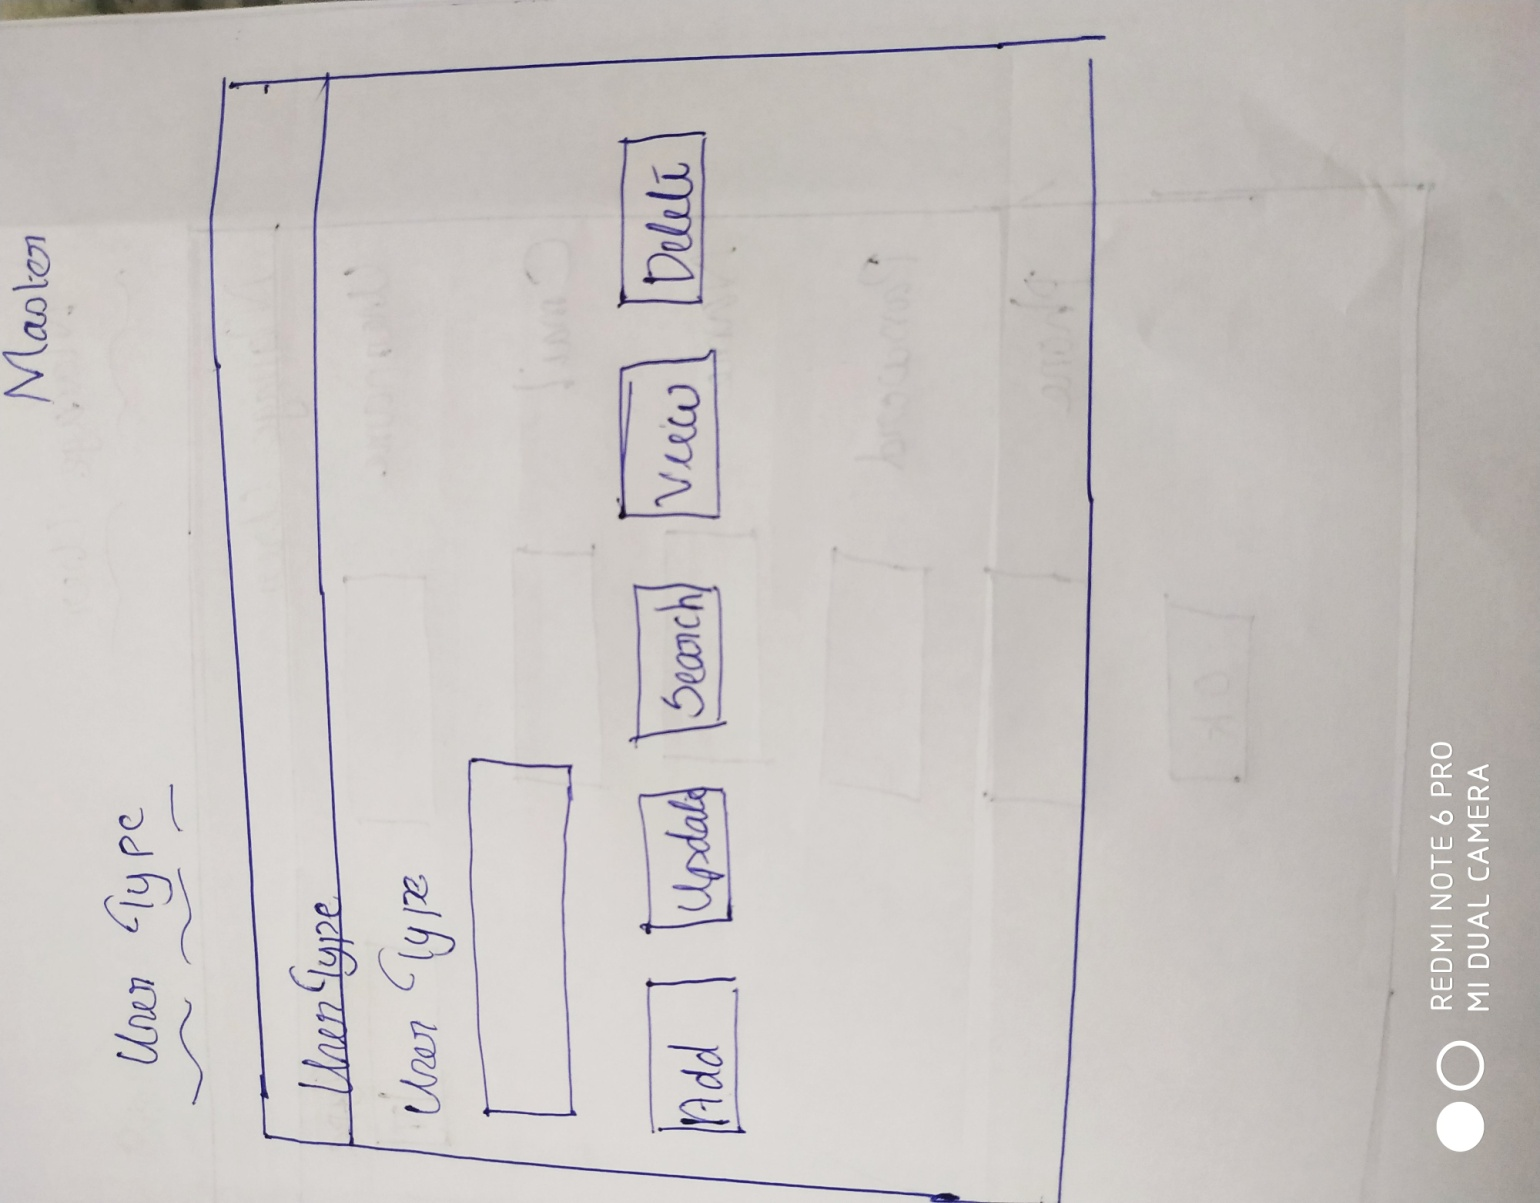 Master
User Type
User Type
User Type
Add Update Search View Delete
REDMI NOTE 6 PRO
MI DUAL CAMERA